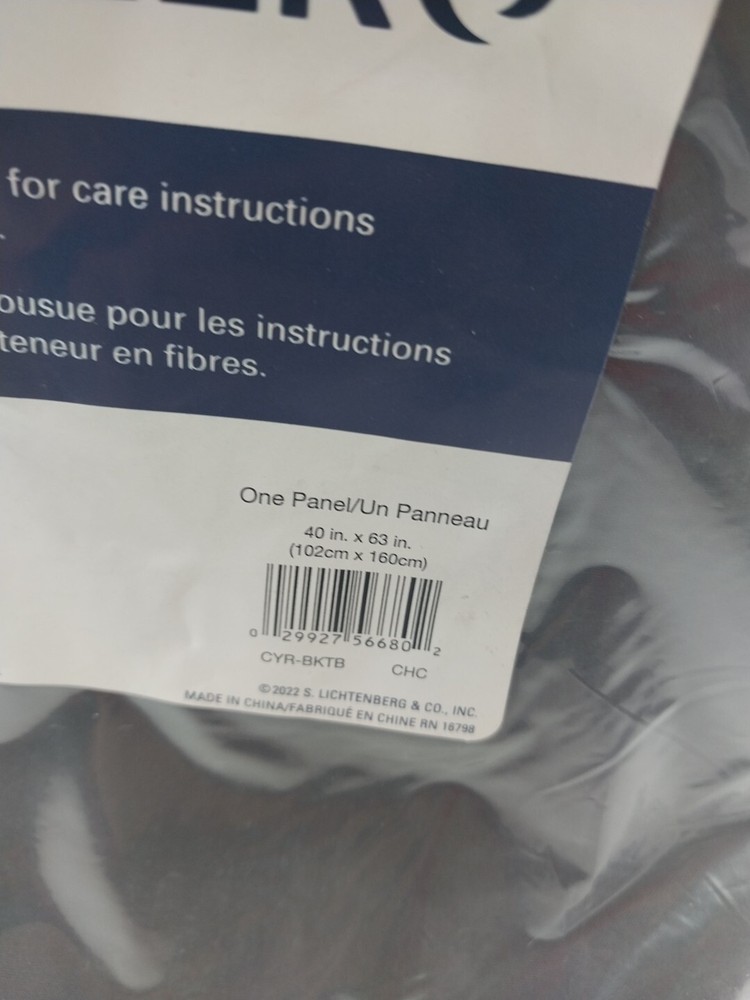 for care instructions
ousue pour les instructions
teneur en fibres.
One Panel/Un Panneau
40 in. x 63 in.
(102cm x 160cm)
0 29927 56680 2
CYR-BKTB CHC
©2022 S. LICHTENBERG & CO., INC.
MADE IN CHINA/FABRIQUÉ EN CHINE RN 16798